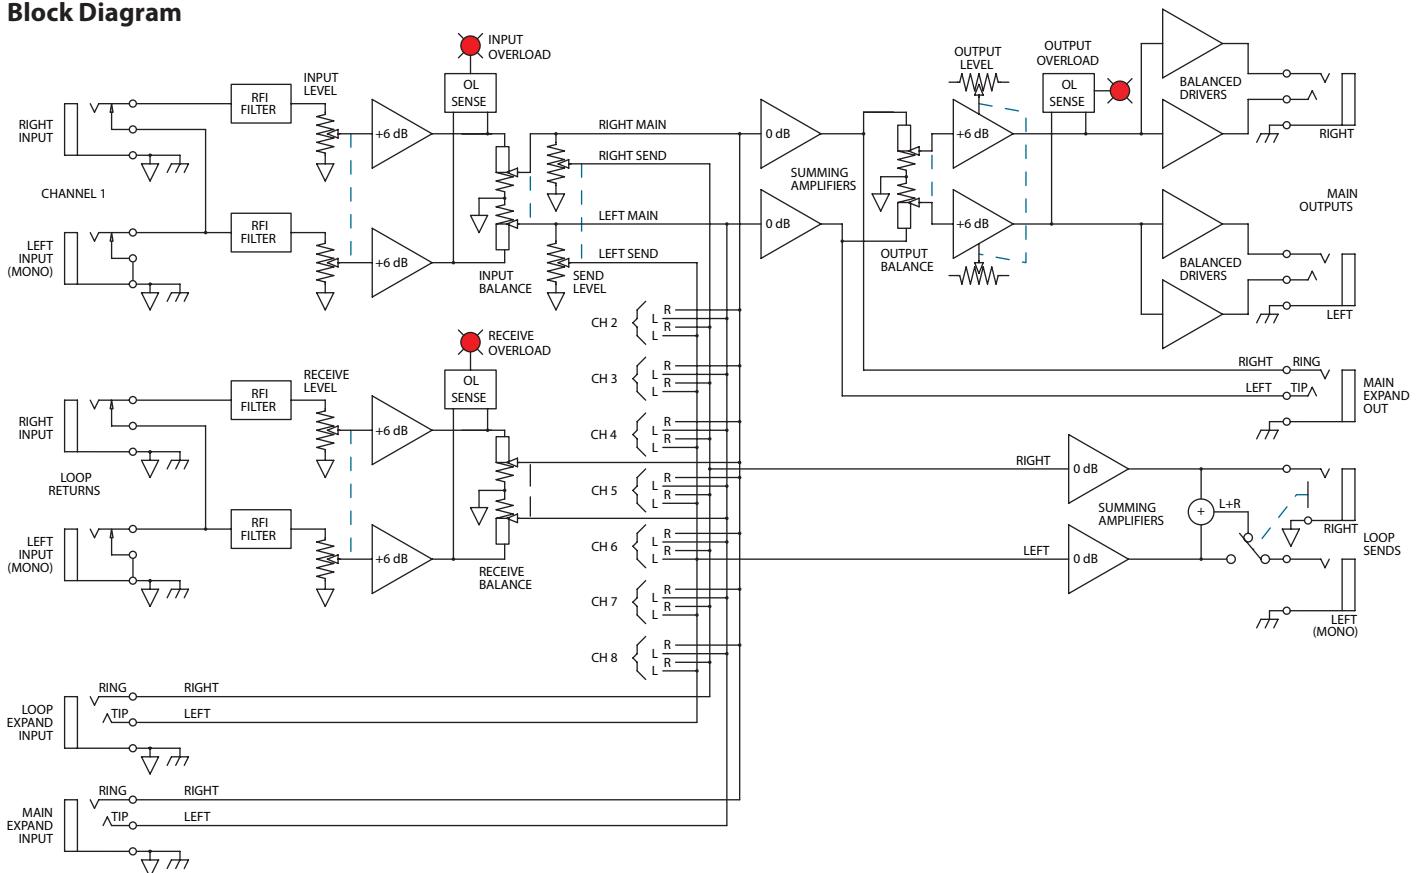 Block Diagram
INPUT
OVERLOAD
OL
SENSE
INPUT
LEVEL
RFI
FILTER
+6 dB
RIGHT
INPUT
CHANNEL 1
LEFT
INPUT
(MONO)
RFI
FILTER
+6 dB
INPUT
BALANCE
RIGHT MAIN
RIGHT SEND
LEFT MAIN
LEFT SEND
SEND
LEVEL
0 dB
SUMMING
AMPLIFIERS
0 dB
OUTPUT
BALANCE
OUTPUT
LEVEL
+6 dB
+6 dB
OUTPUT
OVERLOAD
OL
SENSE
BALANCED
DRIVERS
RIGHT
MAIN
OUTPUTS
BALANCED
DRIVERS
LEFT
RIGHT
RING
LEFT
TIP
MAIN
EXPAND
OUT
CH 2
R
L
R
L
CH 3
R
L
R
L
CH 4
R
L
R
L
CH 5
R
L
R
L
CH 6
R
L
R
L
CH 7
R
L
R
L
CH 8
R
L
R
L
RECEIVE
OVERLOAD
OL
SENSE
RECEIVE
LEVEL
RFI
FILTER
+6 dB
RIGHT
INPUT
LOOP
RETURNS
LEFT
INPUT
(MONO)
RFI
FILTER
+6 dB
RECEIVE
BALANCE
RIGHT
0 dB
SUMMING
AMPLIFIERS
LEFT
0 dB
+
L+R
RIGHT
LOOP
SENDS
LEFT
(MONO)
RING
RIGHT
LOOP
EXPAND
INPUT
TIP
LEFT
RING
RIGHT
MAIN
EXPAND
INPUT
TIP
LEFT